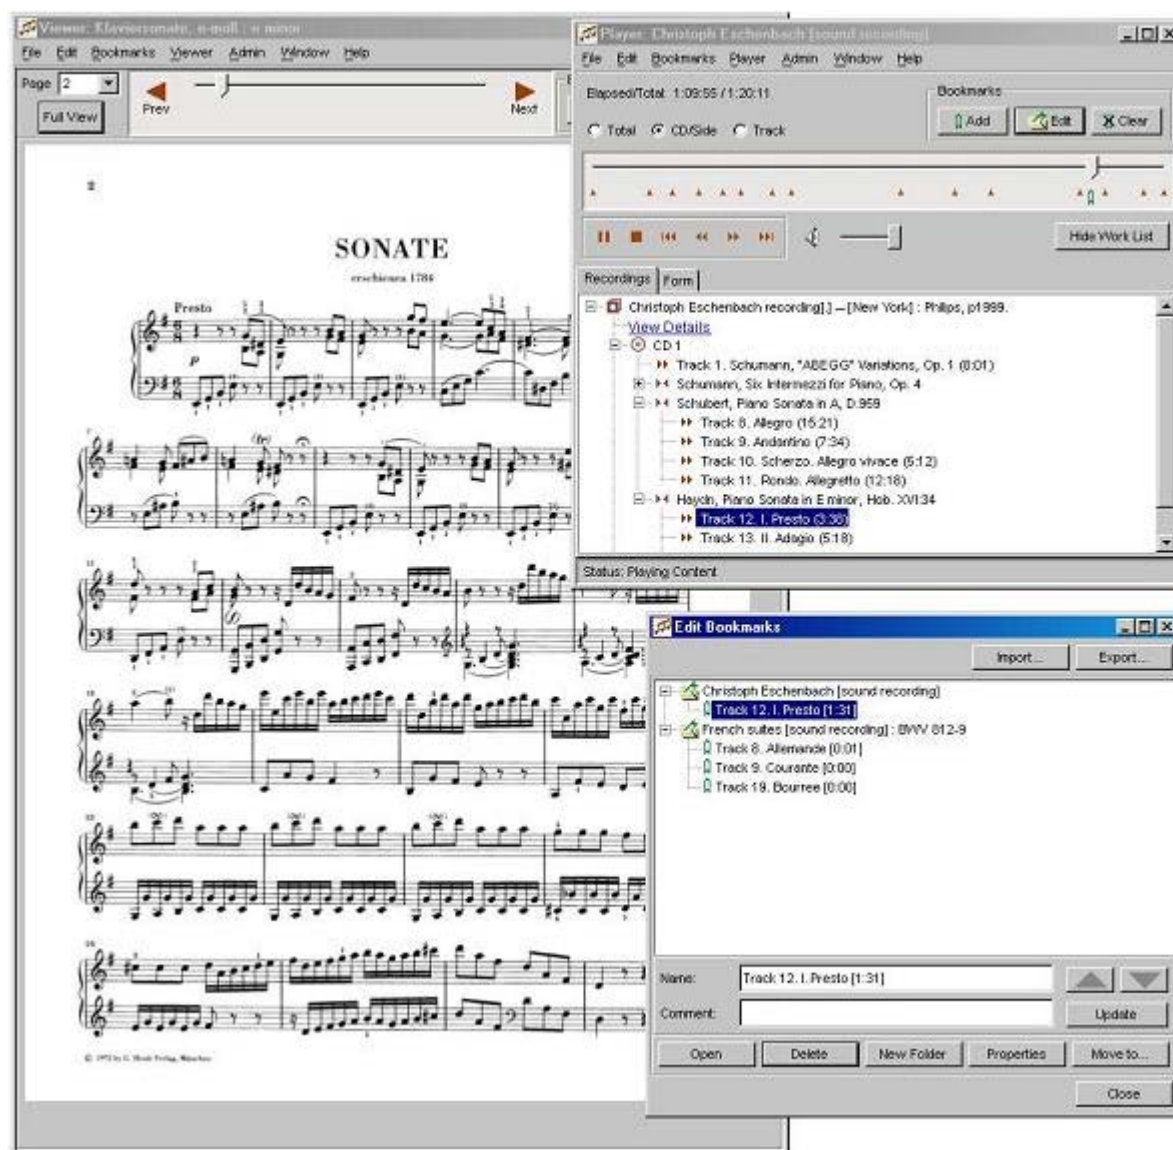 Viewer: Klaviersonate, e-moll : e minor
File Edit Bookmarks Viewer Admin Window Help
Page 2
Full View
Prev
Next
2
SONATE
erschienen 1784
Presto
p
Player: Christoph Eschenbach [sound recording]
File Edit Bookmarks Player Admin Window Help
Elapsed/Total: 1:09:55 / 1:20:11
Bookmarks
Add Edit Clear
Total CD/Side Track
Hide Work List
Recordings Form
Christoph Eschenbach recording].] -- [New York] : Philips, p1999.
View Details
CD 1
Track 1. Schumann, "ABEGG" Variations, Op. 1 (8:01)
Schumann, Six Intermezzi for Piano, Op. 4
Schubert, Piano Sonata in A, D.959
Track 8. Allegro (15:21)
Track 9. Andantino (7:34)
Track 10. Scherzo. Allegro vivace (5:12)
Track 11. Rondo. Allegretto (12:18)
Haydn, Piano Sonata in E minor, Hob. XVI:34
Track 12. I. Presto (3:38)
Track 13. II. Adagio (5:18)
Status: Playing Content
Edit Bookmarks
Import... Export...
Christoph Eschenbach [sound recording]
Track 12. I. Presto [1:31]
French suites [sound recording] : BWV 812-9
Track 8. Allemande [0:01]
Track 9. Courante [0:00]
Track 19. Bourree [0:00]
Name: Track 12. I. Presto [1:31]
Comment:
Update
Open Delete New Folder Properties Move to...
Close
© 1972 by G. Henle Verlag, München